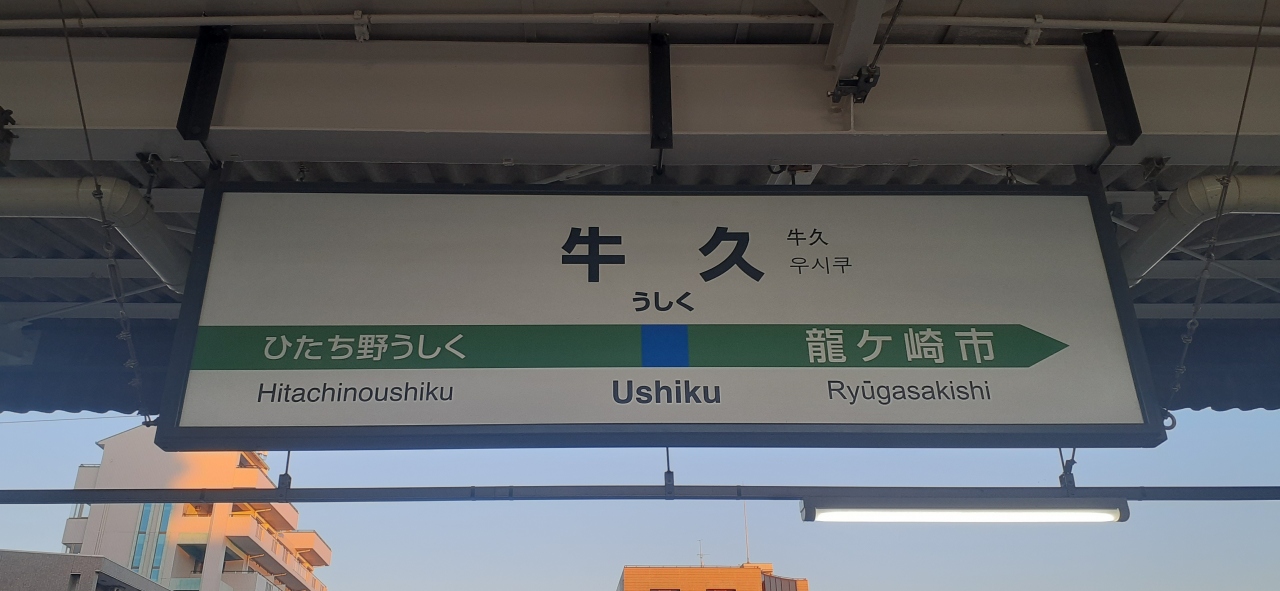 牛久
牛久
우시쿠
うしく
ひたち野うしく 龍ケ崎市
Hitachinoushiku Ushiku Ryūgasakishi